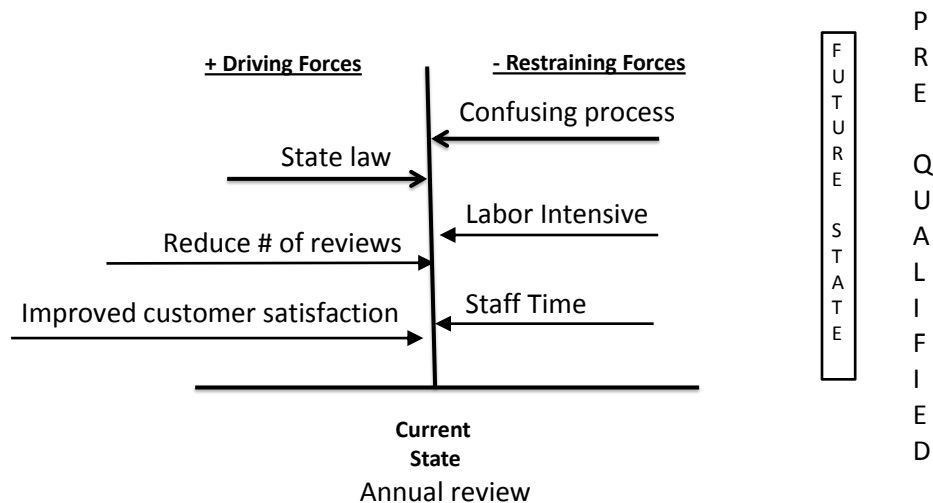 + Driving Forces
- Restraining Forces
Confusing process
State law
Labor Intensive
Reduce # of reviews
Staff Time
Improved customer satisfaction
Current
State
Annual review
FUTURE STATE
PRE QUALIFIED